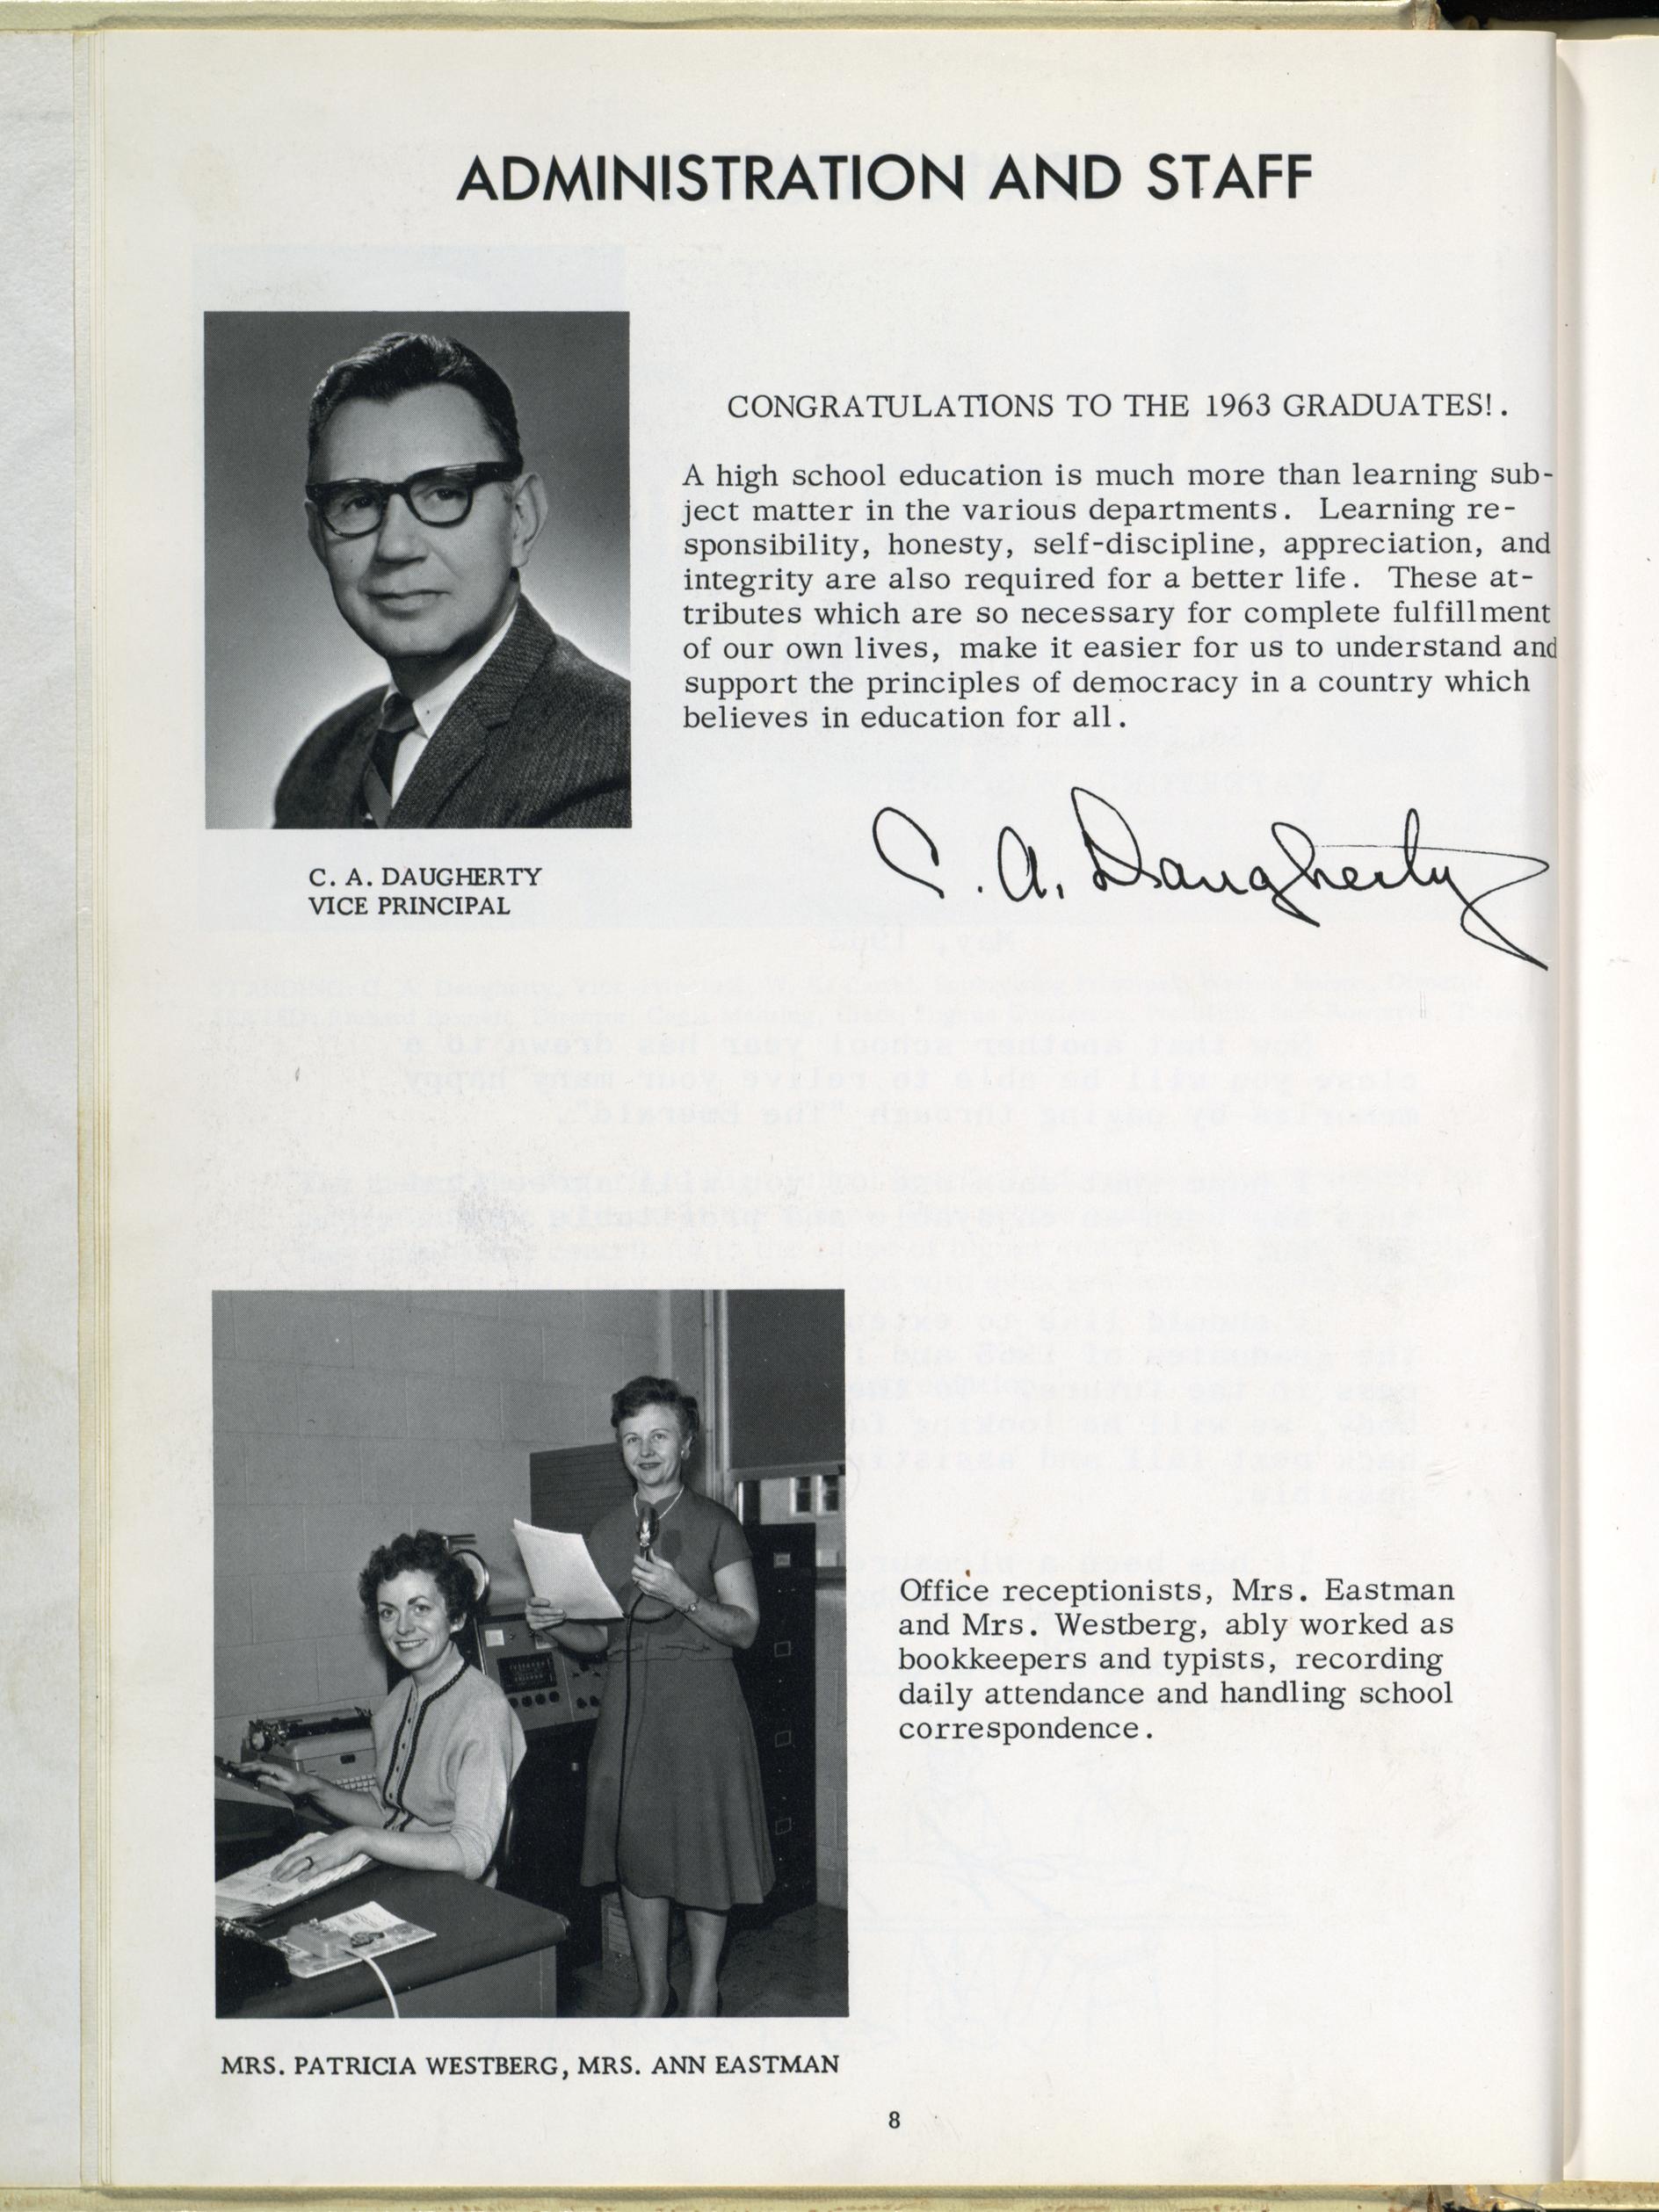 ADMINISTRATION AND STAFF
CONGRATULATIONS TO THE 1963 GRADUATES!.
A high school education is much more than learning sub-
ject matter in the various departments. Learning re-
sponsibility, honesty, self-discipline, appreciation, and
integrity are also required for a better life. These at-
tributes which are so necessary for complete fulfillment
of our own lives, make it easier for us to understand and
support the principles of democracy in a country which
believes in education for all.
C. A. Daugherty
C. A. DAUGHERTY
VICE PRINCIPAL
Office receptionists, Mrs. Eastman
and Mrs. Westberg, ably worked as
bookkeepers and typists, recording
daily attendance and handling school
correspondence.
MRS. PATRICIA WESTBERG, MRS. ANN EASTMAN
8